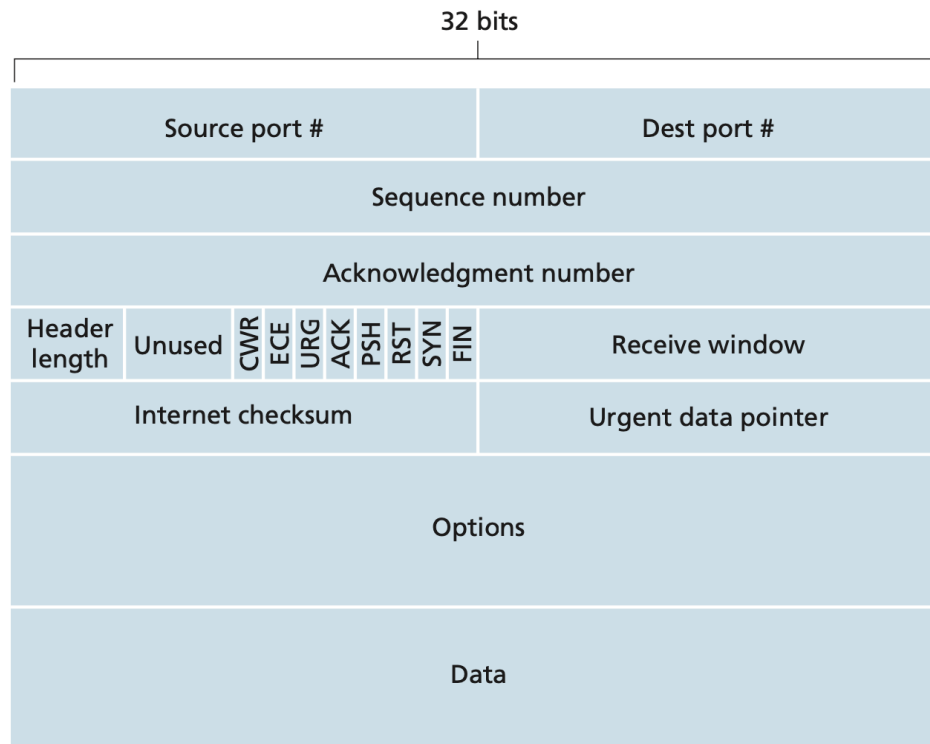 32 bits
Source port #
Dest port #
Sequence number
Acknowledgment number
Header
length
Unused
CWR
ECE
URG
ACK
PSH
RST
SYN
FIN
Receive window
Internet checksum
Urgent data pointer
Options
Data